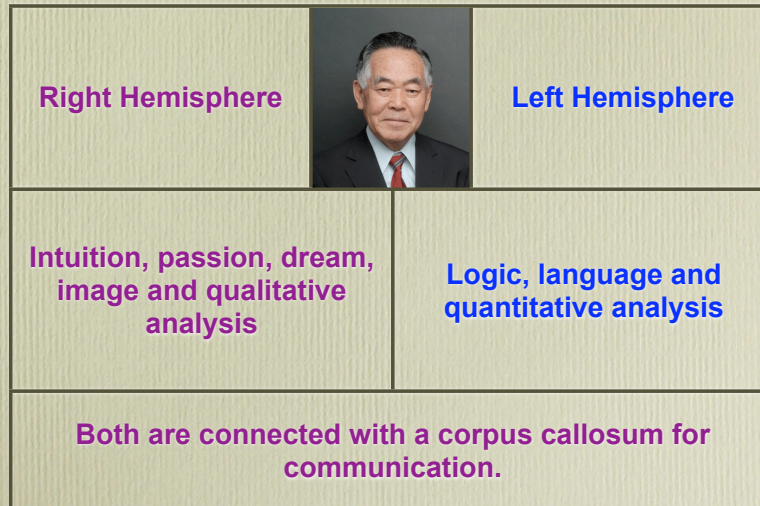 Right Hemisphere
Left Hemisphere
Intuition, passion, dream,
image and qualitative
analysis
Logic, language and
quantitative analysis
Both are connected with a corpus callosum for
communication.